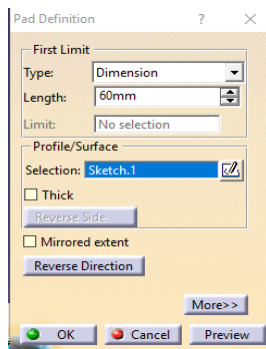 Pad Definition ? ×
First Limit
Type: Dimension
Length: 60mm
Limit: No selection
Profile/Surface
Selection: Sketch.1
Thick
Reverse Side
Mirrored extent
Reverse Direction
More>>
OK Cancel Preview